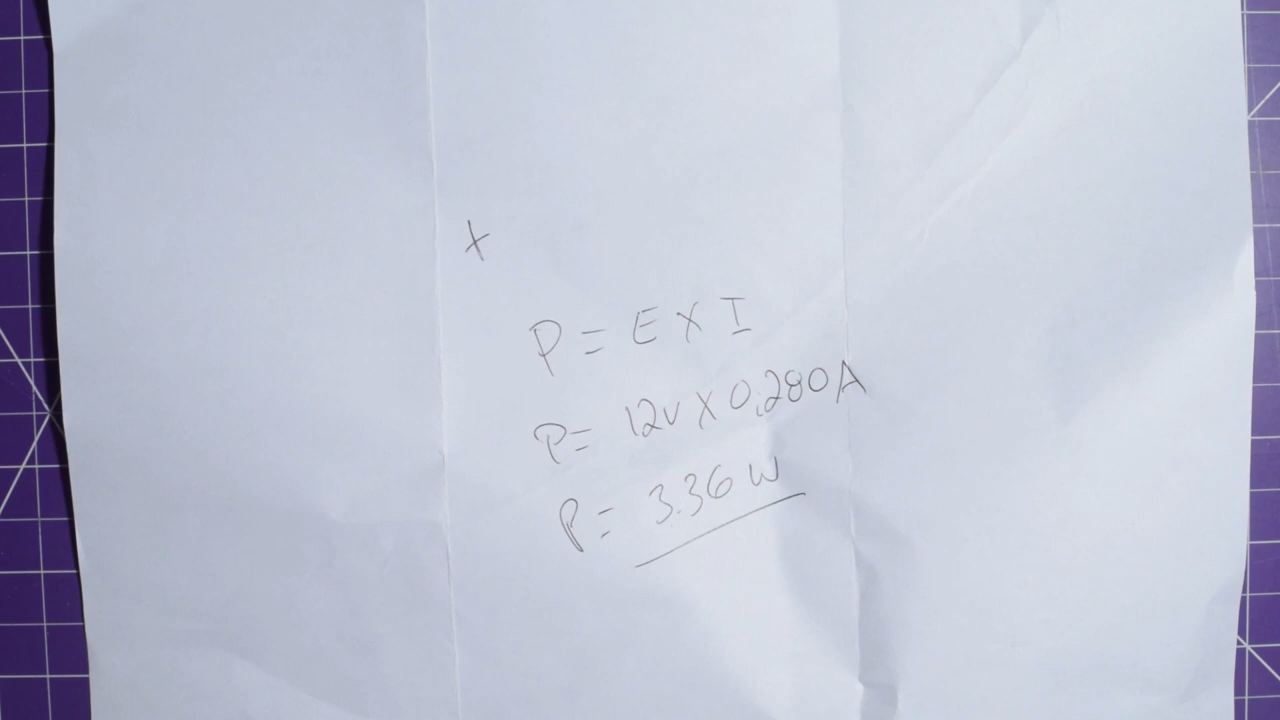 X
P = E X I
P = 12V X 0,280A
P = 3.36 W